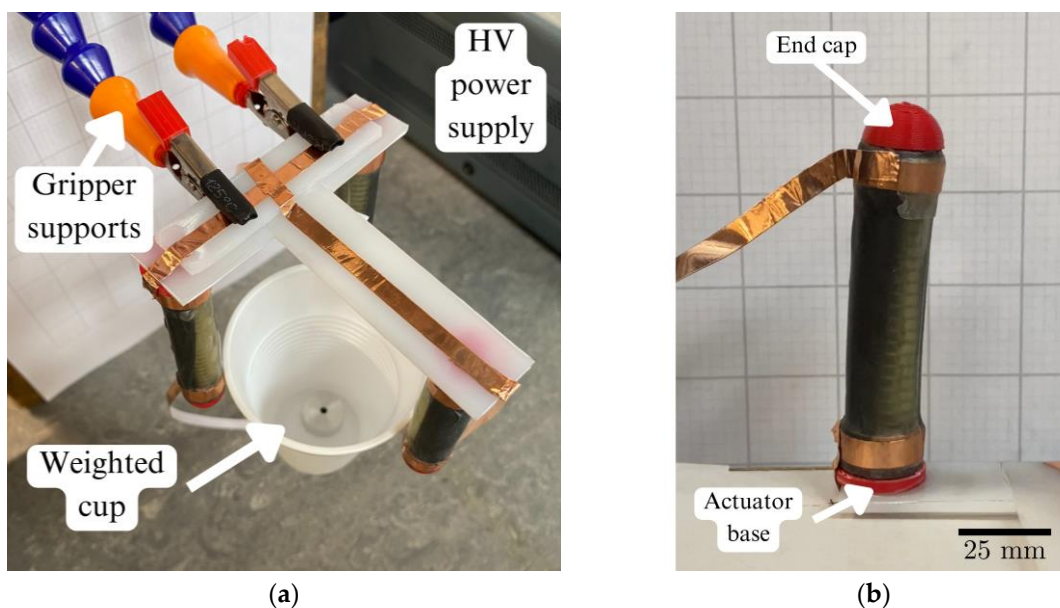 HV
power
supply
Gripper
supports
Weighted
cup
(a)
End cap
Actuator
base
25 mm
(b)